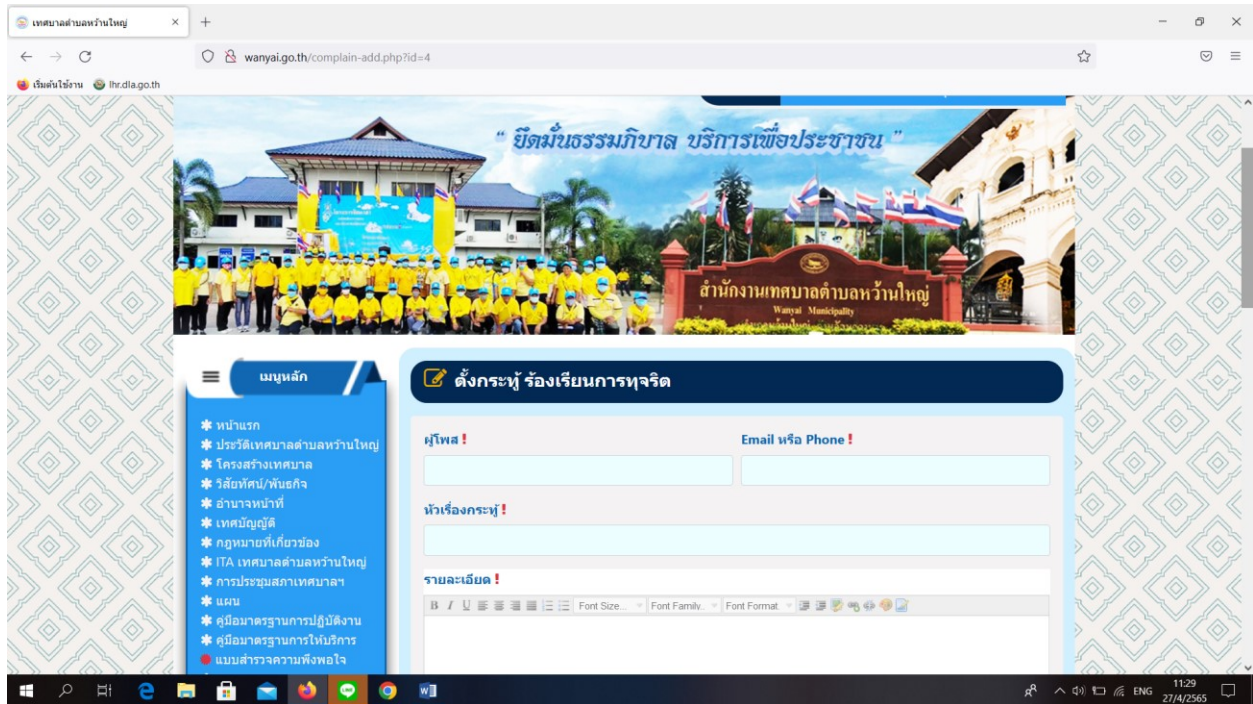 เทศบาลตำบลหว้านใหญ่
wanyai.go.th/complain-add.php?id=4
เริ่มต้นใช้งาน lhr.dla.go.th
“ ยึดมั่นธรรมภิบาล บริการเพื่อประชาชน ”
สำนักงานเทศบาลตำบลหว้านใหญ่
Wanyai Municipality
เมนูหลัก
หน้าแรก
ประวัติเทศบาลตำบลหว้านใหญ่
โครงสร้างเทศบาล
วิสัยทัศน์/พันธกิจ
อำนาจหน้าที่
เทศบัญญัติ
กฎหมายที่เกี่ยวข้อง
ITA เทศบาลตำบลหว้านใหญ่
การประชุมสภาเทศบาลฯ
แผน
คู่มือมาตรฐานการปฏิบัติงาน
คู่มือมาตรฐานการให้บริการ
แบบสำรวจความพึงพอใจ
ตั้งกระทู้ ร้องเรียนการทุจริต
ผู้โพส ! Email หรือ Phone !
หัวเรื่องกระทู้ !
รายละเอียด !
B I U Font Size... Font Family. Font Format
ENG 11:29
27/4/2565